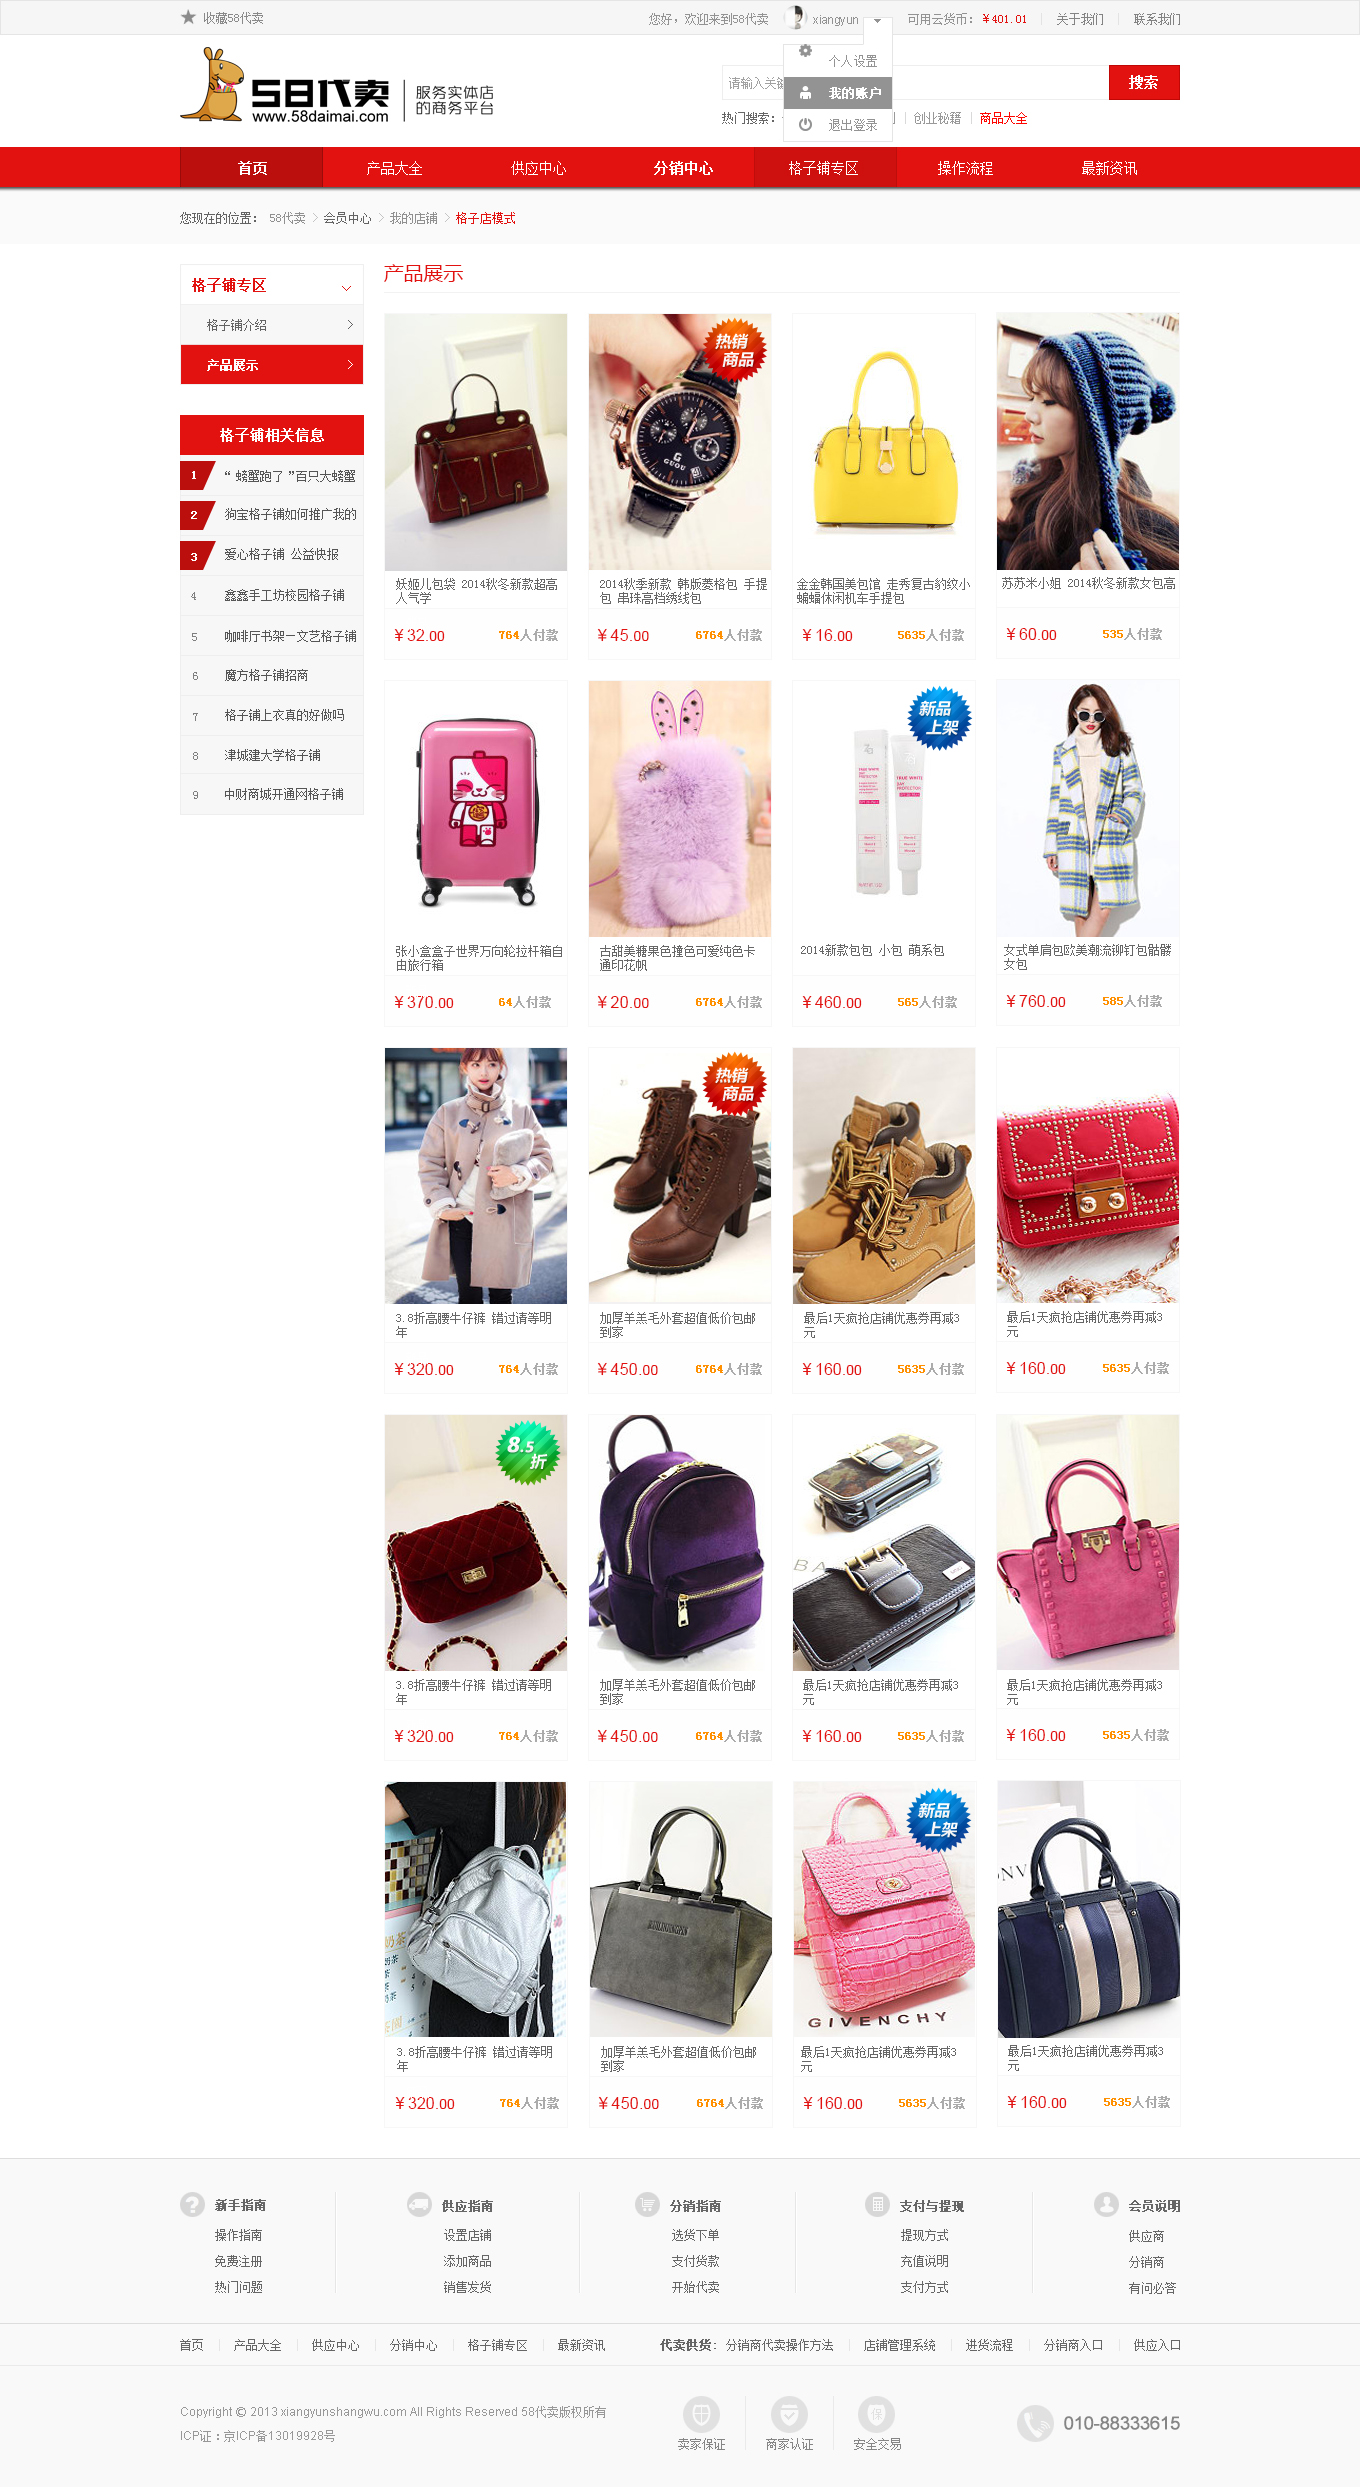 收藏58代卖
您好，欢迎来到58代卖 xiangyun 可用云货币：￥401.01 关于我们 联系我们
个人设置
我的账户
退出登录
58代卖
www.58daimai.com
服务实体店
的商务平台
请输入关键
搜索
热门搜索： 创业秘籍 商品大全
首页 产品大全 供应中心 分销中心 格子铺专区 操作流程 最新资讯
您现在的位置： 58代卖 > 会员中心 > 我的店铺 > 格子店模式
格子铺专区
格子铺介绍
产品展示
格子铺相关信息
1 “ 螃蟹跑了 ”百只大螃蟹
2 狗宝格子铺如何推广我的
3 爱心格子铺 公益快报
4 鑫鑫手工坊校园格子铺
5 咖啡厅书架—文艺格子铺
6 魔方格子铺招商
7 格子铺上衣真的好做吗
8 津城建大学格子铺
9 中财商城开通网格子铺
产品展示
热销
商品
GUOU
妖姬儿包袋 2014秋冬新款超高
人气学
￥32.00 764人付款
2014秋季新款 韩版菱格包 手提
包 串珠高档绣线包
￥45.00 6764人付款
金金韩国美包馆 走秀复古豹纹小
蝙蝠休闲机车手提包
￥16.00 5635人付款
苏苏米小姐 2014秋冬新款女包高
￥60.00 535人付款
新品
上架
TRUE WHITE
DAY
PROTECTOR
张小盒盒子世界万向轮拉杆箱自
由旅行箱
￥370.00 64人付款
古甜美糖果色撞色可爱纯色卡
通印花帆
￥20.00 6764人付款
2014新款包包 小包 萌系包
￥460.00 565人付款
女式单肩包欧美潮流铆钉包骷髅
女包
￥760.00 585人付款
热销
商品
3.8折高腰牛仔裤 错过请等明
年
￥320.00 764人付款
加厚羊羔毛外套超值低价包邮
到家
￥450.00 6764人付款
最后1天疯抢店铺优惠券再减3
元
￥160.00 5635人付款
最后1天疯抢店铺优惠券再减3
元
￥160.00 5635人付款
8.5
折
3.8折高腰牛仔裤 错过请等明
年
￥320.00 764人付款
加厚羊羔毛外套超值低价包邮
到家
￥450.00 6764人付款
最后1天疯抢店铺优惠券再减3
元
￥160.00 5635人付款
最后1天疯抢店铺优惠券再减3
元
￥160.00 5635人付款
新品
上架
GIVENCHY
3.8折高腰牛仔裤 错过请等明
年
￥320.00 764人付款
加厚羊羔毛外套超值低价包邮
到家
￥450.00 6764人付款
最后1天疯抢店铺优惠券再减3
元
￥160.00 5635人付款
最后1天疯抢店铺优惠券再减3
元
￥160.00 5635人付款
新手指南
操作指南
免费注册
热门问题
供应指南
设置店铺
添加商品
销售发货
分销指南
选货下单
支付货款
开始代卖
支付与提现
提现方式
充值说明
支付方式
会员说明
供应商
分销商
有问必答
首页 产品大全 供应中心 分销中心 格子铺专区 最新资讯 代卖供货：分销商代卖操作方法 店铺管理系统 进货流程 分销商入口 供应入口
Copyright © 2013 xiangyunshangwu.com All Rights Reserved 58代卖版权所有
ICP证：京ICP备13019928号
卖家保证
商家认证
保
安全交易
010-88333615